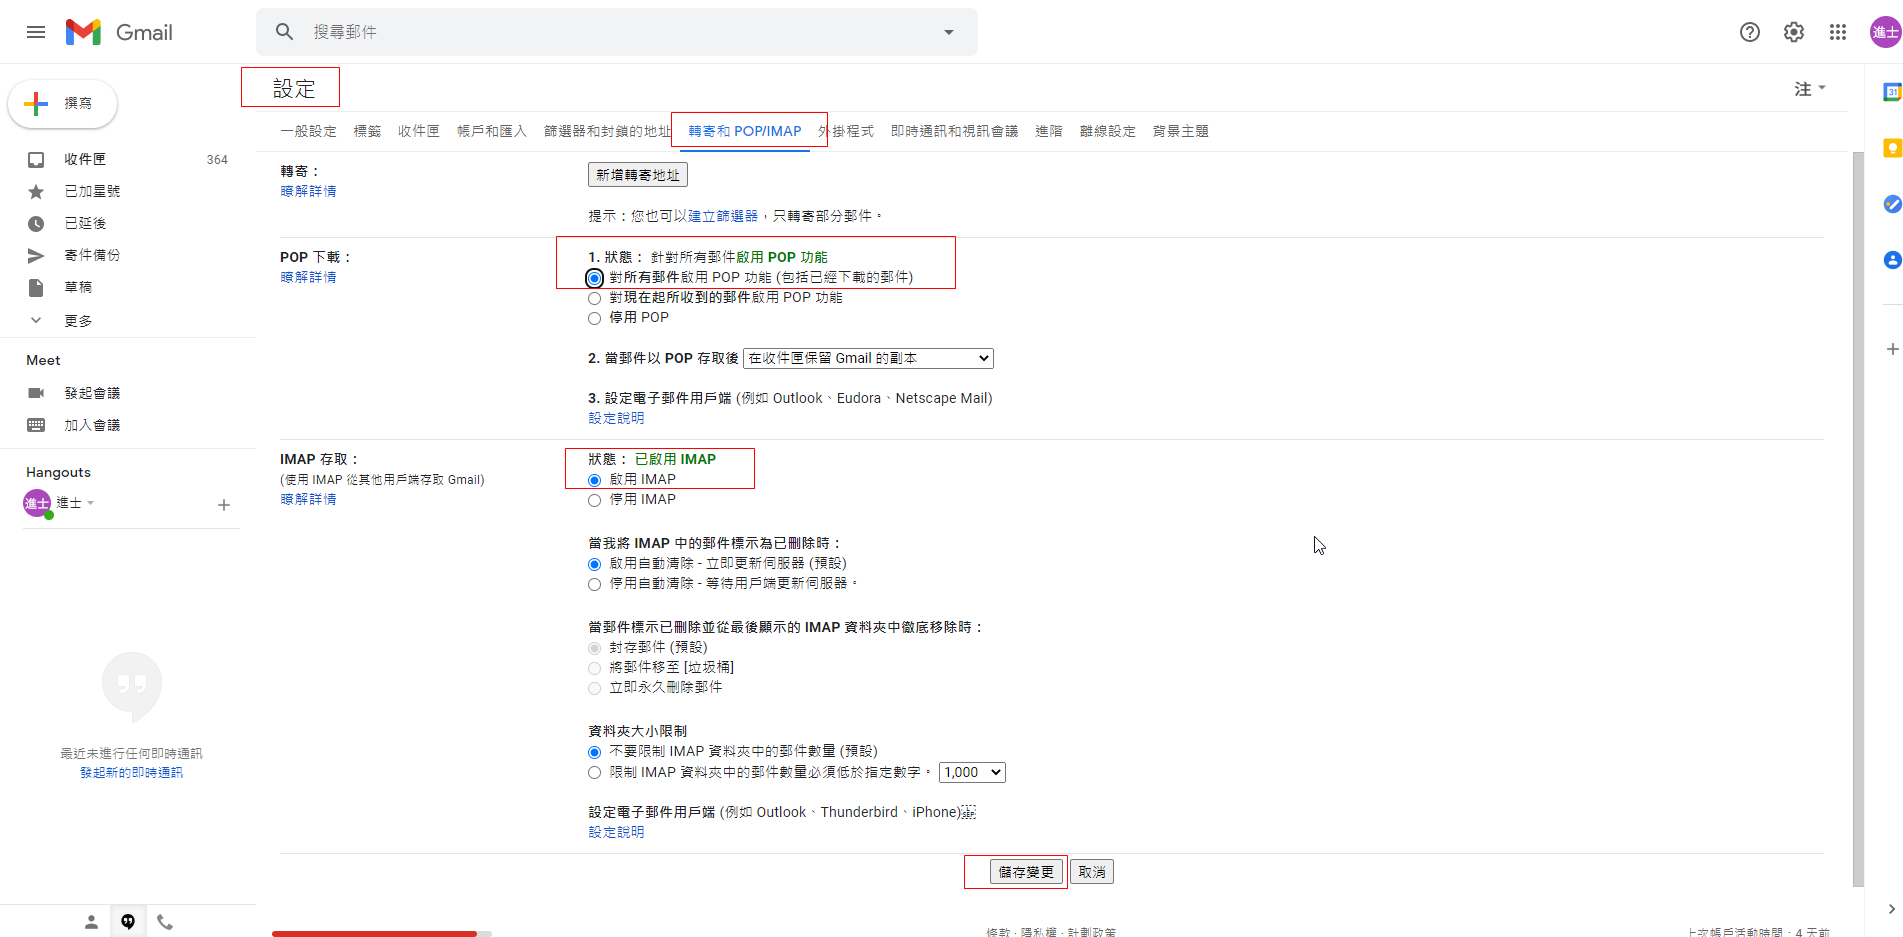 Gmail
搜尋郵件
進士
撰寫
收件匣 364
已加星號
已延後
寄件備份
草稿
更多
Meet
發起會議
加入會議
Hangouts
進士 進士
最近未進行任何即時通訊
發起新的即時通訊
設定
注
一般設定 標籤 收件匣 帳戶和匯入 篩選器和封鎖的地址 轉寄和 POP/IMAP 外掛程式 即時通訊和視訊會議 進階 離線設定 背景主題
轉寄：
瞭解詳情
新增轉寄地址
提示：您也可以建立篩選器，只轉寄部分郵件。
POP 下載：
瞭解詳情
1. 狀態： 針對所有郵件啟用 POP 功能
對所有郵件啟用 POP 功能 (包括已經下載的郵件)
對現在起所收到的郵件啟用 POP 功能
停用 POP
2. 當郵件以 POP 存取後 在收件匣保留 Gmail 的副本
3. 設定電子郵件用戶端 (例如 Outlook、Eudora、Netscape Mail)
設定說明
IMAP 存取：
(使用 IMAP 從其他用戶端存取 Gmail)
瞭解詳情
狀態： 已啟用 IMAP
啟用 IMAP
停用 IMAP
當我將 IMAP 中的郵件標示為已刪除時：
啟用自動清除 - 立即更新伺服器 (預設)
停用自動清除 - 等待用戶端更新伺服器。
當郵件標示已刪除並從最後顯示的 IMAP 資料夾中徹底移除時：
封存郵件 (預設)
將郵件移至 [垃圾桶]
立即永久刪除郵件
資料夾大小限制
不要限制 IMAP 資料夾中的郵件數量 (預設)
限制 IMAP 資料夾中的郵件數量必須低於指定數字。 1,000
設定電子郵件用戶端 (例如 Outlook、Thunderbird、iPhone)
設定說明
儲存變更 取消
條款 · 隱私權 · 計劃政策
上次帳戶活動時間：4 天前
31